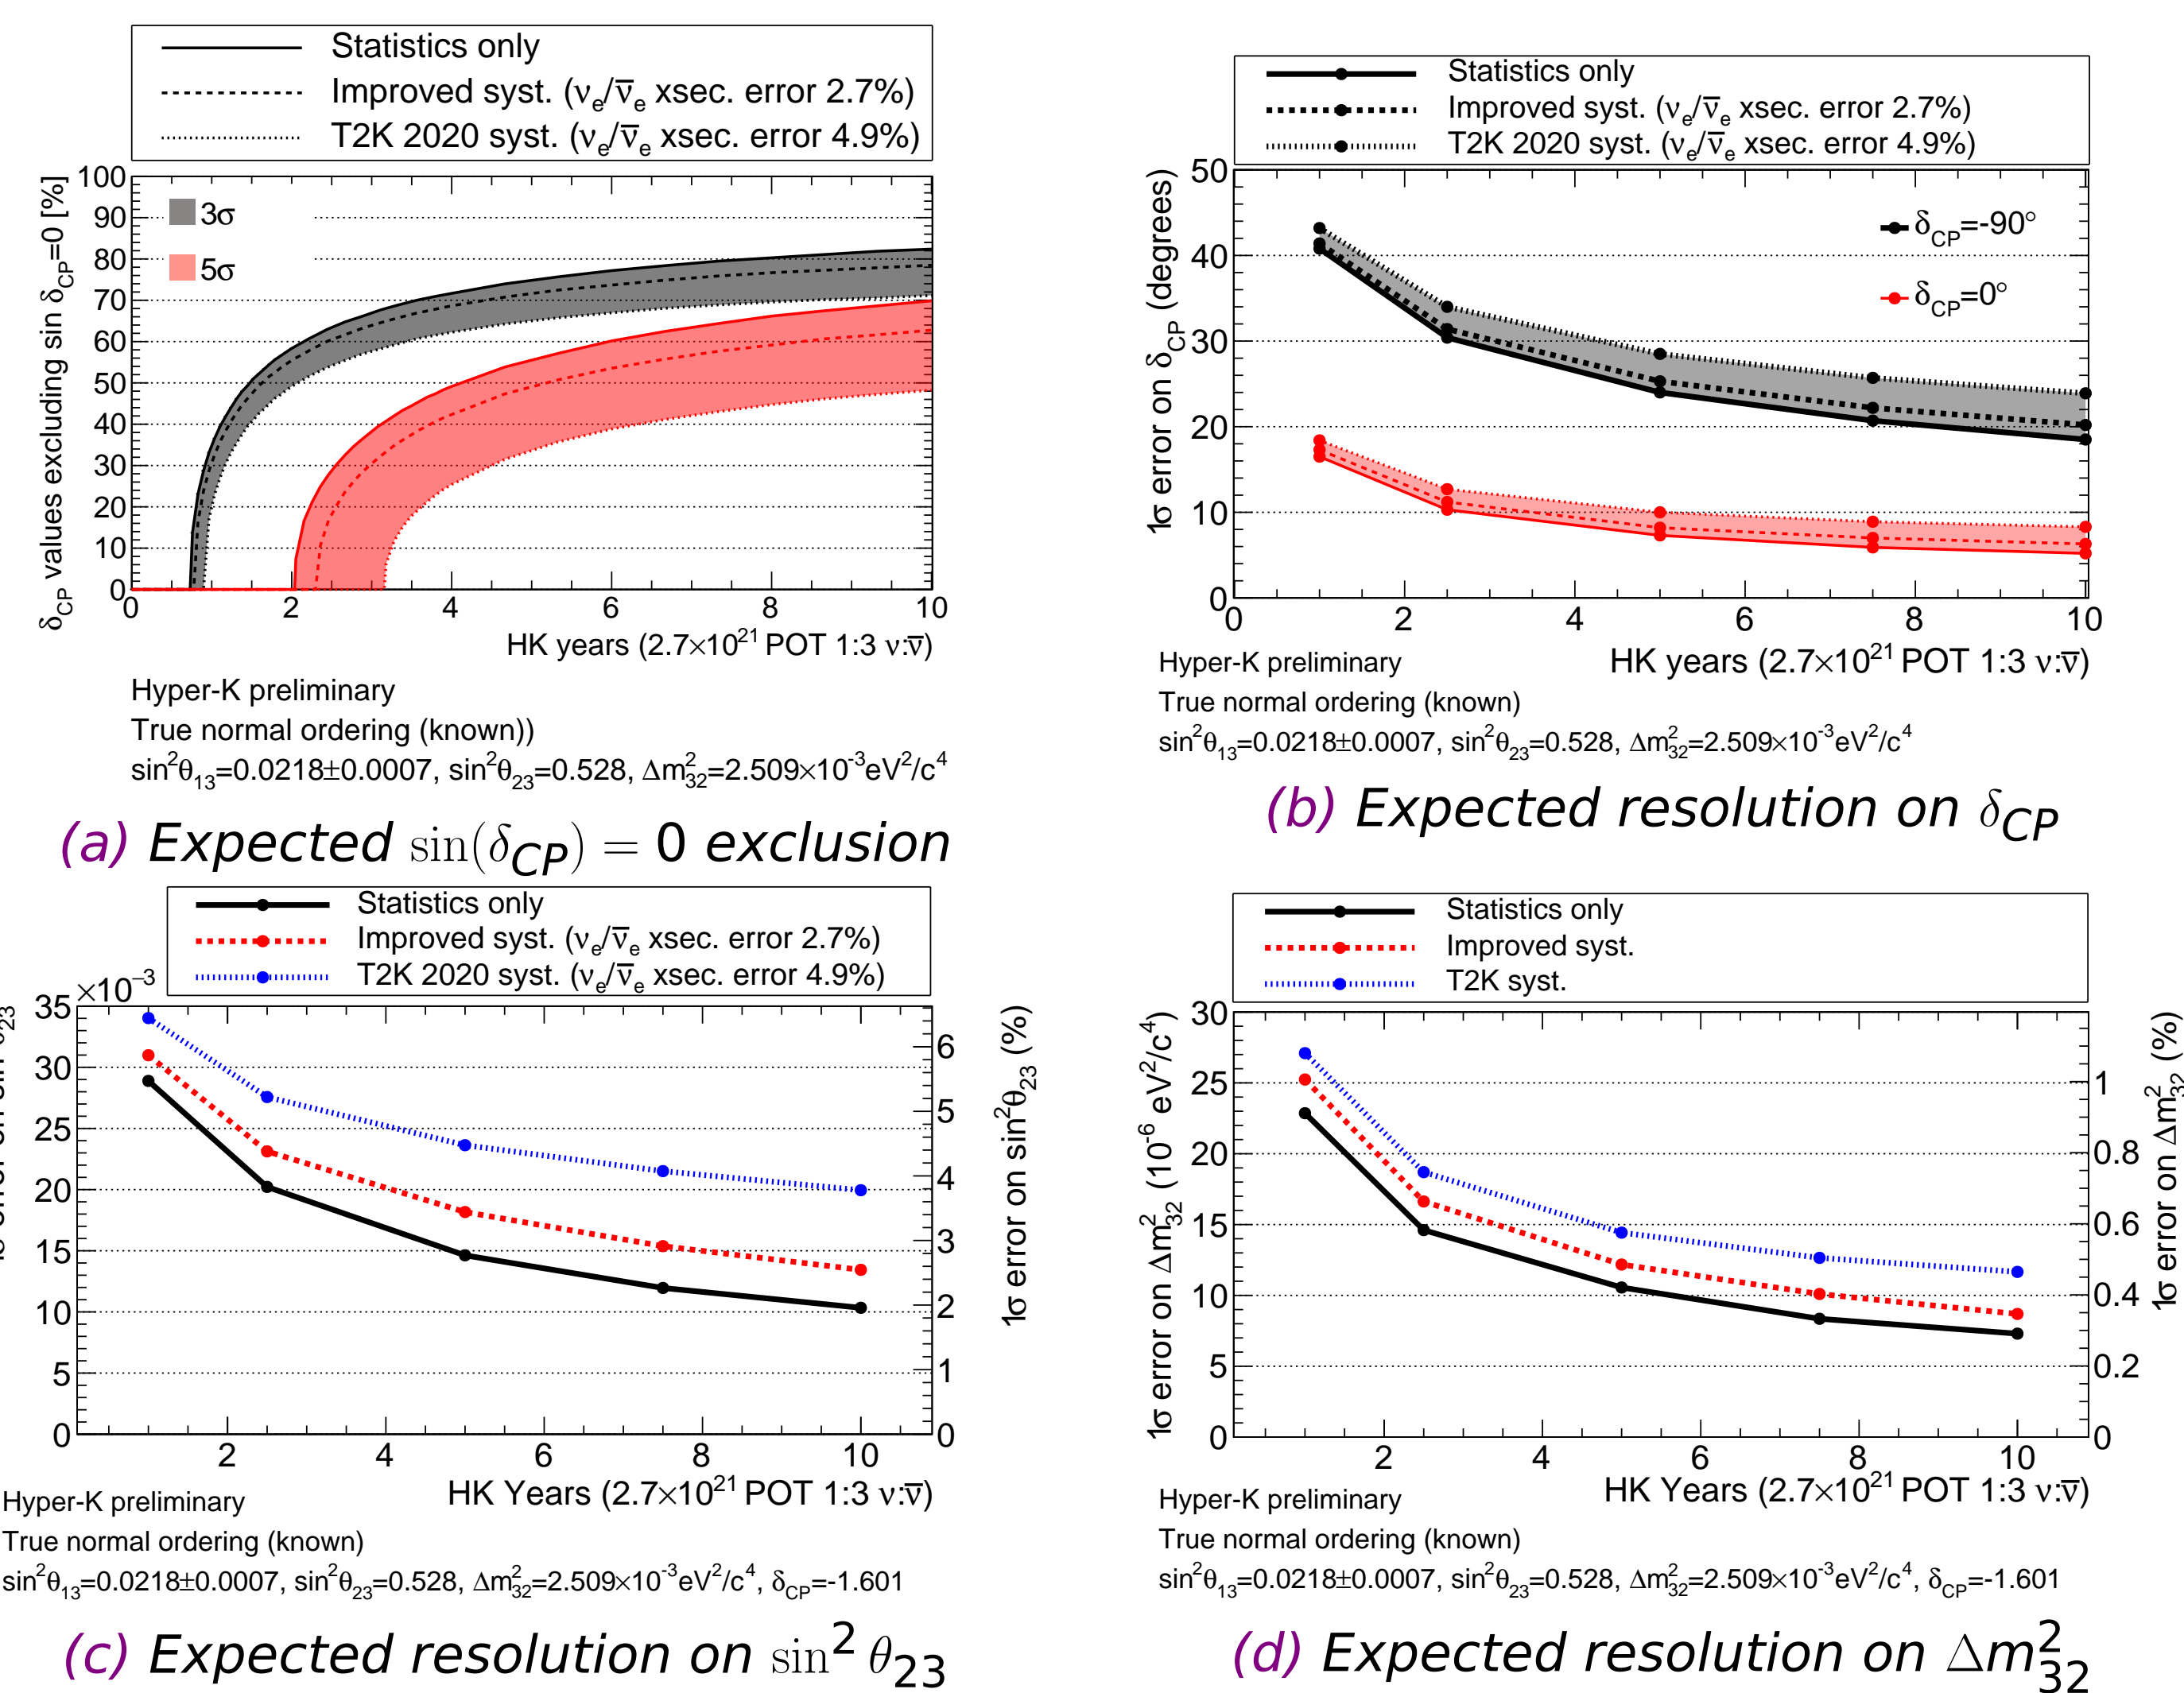 Statistics only
Improved syst. (νe/ν̅e xsec. error 2.7%)
T2K 2020 syst. (νe/ν̅e xsec. error 4.9%)
δCP values excluding sin δCP=0 [%]
100
90
80
70
60
50
40
30
20
10
0
3σ
5σ
0 2 4 6 8 10
HK years (2.7×10²¹ POT 1:3 ν:ν̅)
Hyper-K preliminary
True normal ordering (known))
sin²θ13=0.0218±0.0007, sin²θ23=0.528, Δm²32=2.509×10⁻³eV²/c⁴
(a) Expected sin(δCP) = 0 exclusion
Statistics only
Improved syst. (νe/ν̅e xsec. error 2.7%)
T2K 2020 syst. (νe/ν̅e xsec. error 4.9%)
1σ error on δCP (degrees)
50
40
30
20
10
0
δCP=-90°
δCP=0°
0 2 4 6 8 10
HK years (2.7×10²¹ POT 1:3 ν:ν̅)
Hyper-K preliminary
True normal ordering (known)
sin²θ13=0.0218±0.0007, sin²θ23=0.528, Δm²32=2.509×10⁻³eV²/c⁴
(b) Expected resolution on δCP
Statistics only
Improved syst. (νe/ν̅e xsec. error 2.7%)
T2K 2020 syst. (νe/ν̅e xsec. error 4.9%)
×10⁻³
35
30
25
20
15
10
5
0
6
5
4
3
2
1
0
1σ error on sin²θ23 (%)
2 4 6 8 10
HK Years (2.7×10²¹ POT 1:3 ν:ν̅)
Hyper-K preliminary
True normal ordering (known)
sin²θ13=0.0218±0.0007, sin²θ23=0.528, Δm²32=2.509×10⁻³eV²/c⁴, δCP=-1.601
(c) Expected resolution on sin² θ23
Statistics only
Improved syst.
T2K syst.
1σ error on Δm²32 (10⁻⁶ eV²/c⁴)
30
25
20
15
10
5
0
1
0.8
0.6
0.4
0.2
0
1σ error on Δm²32 (%)
2 4 6 8 10
HK Years (2.7×10²¹ POT 1:3 ν:ν̅)
Hyper-K preliminary
True normal ordering (known)
sin²θ13=0.0218±0.0007, sin²θ23=0.528, Δm²32=2.509×10⁻³eV²/c⁴, δCP=-1.601
(d) Expected resolution on Δm²32